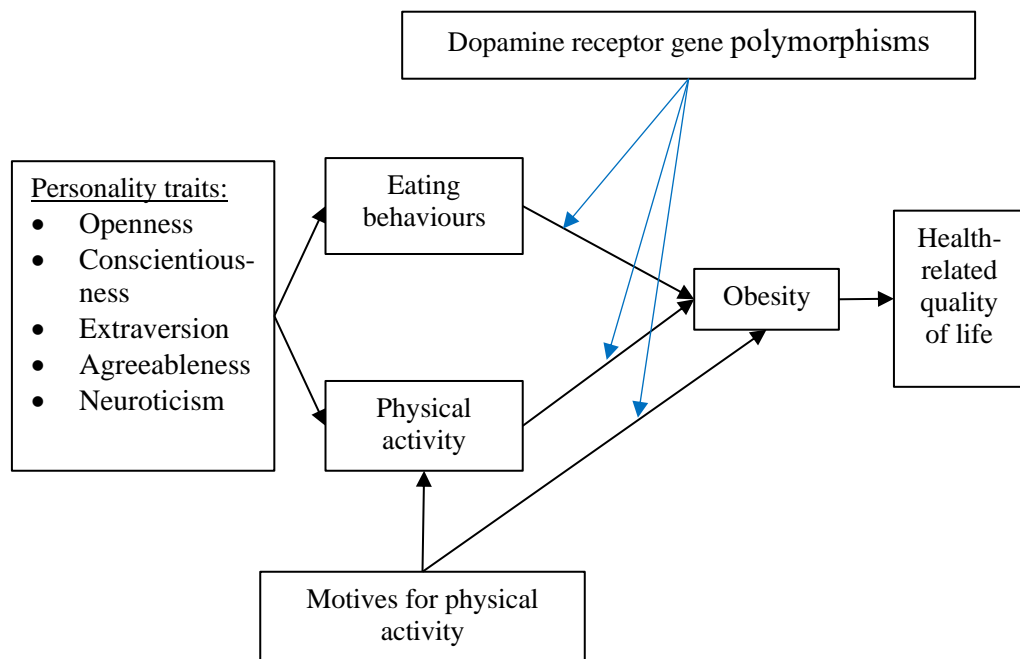 Dopamine receptor gene polymorphisms
Personality traits:
• Openness
• Conscientious-
ness
• Extraversion
• Agreeableness
• Neuroticism
Eating
behaviours
Physical
activity
Obesity
Health-
related
quality
of life
Motives for physical
activity